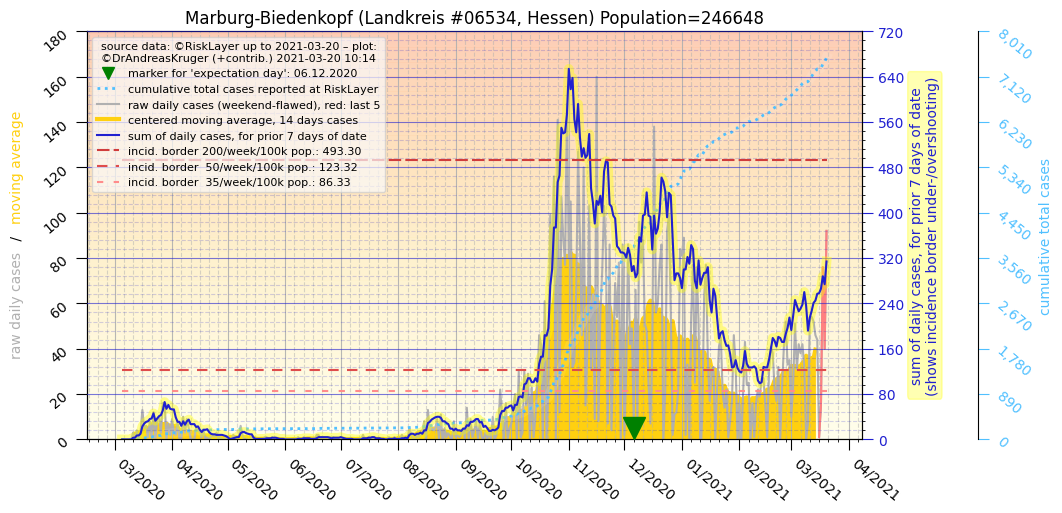 Marburg-Biedenkopf (Landkreis #06534, Hessen) Population=246648
source data: ©RiskLayer up to 2021-03-20 – plot:
©DrAndreasKruger (+contrib.) 2021-03-20 10:14
marker for 'expectation day': 06.12.2020
cumulative total cases reported at RiskLayer
raw daily cases (weekend-flawed), red: last 5
centered moving average, 14 days cases
sum of daily cases, for prior 7 days of date
incid. border 200/week/100k pop.: 493.30
incid. border  50/week/100k pop.: 123.32
incid. border  35/week/100k pop.: 86.33
raw daily cases  /  moving average
180
160
140
120
100
80
60
40
20
0
03/2020
04/2020
05/2020
06/2020
07/2020
08/2020
09/2020
10/2020
11/2020
12/2020
01/2021
02/2021
03/2021
04/2021
720
640
560
480
400
320
240
160
80
0
sum of daily cases, for prior 7 days of date
(shows incidence border under-/overshooting)
8,010
7,120
6,230
5,340
4,450
3,560
2,670
1,780
890
0
cumulative total cases